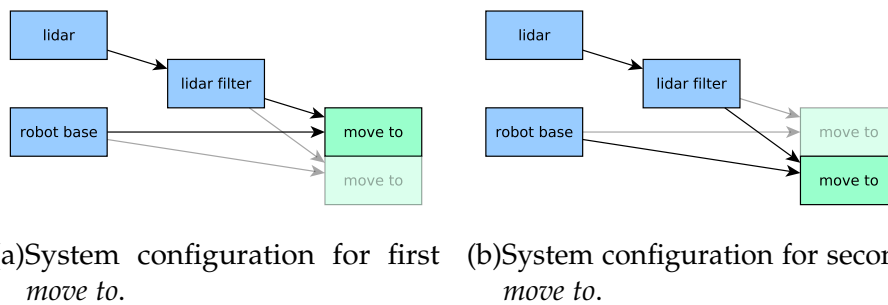 lidar
lidar filter
robot base
move to
move to
lidar
lidar filter
robot base
move to
move to
a)System configuration for first
move to.
(b)System configuration for secon
move to.